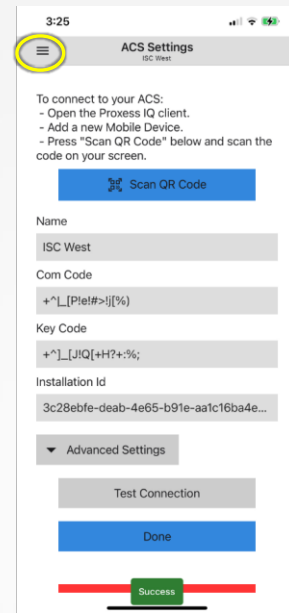 3:25
ACS Settings
ISC West
To connect to your ACS:
- Open the Proxess IQ client.
- Add a new Mobile Device.
- Press "Scan QR Code" below and scan the
code on your screen.
Scan QR Code
Name
ISC West
Com Code
+^|_[P!e!#>!j[%)
Key Code
+^]_[J!Q[+H?+:%;
Installation Id
3c28ebfe-deab-4e65-b91e-aa1c16ba4e...
Advanced Settings
Test Connection
Done
Success